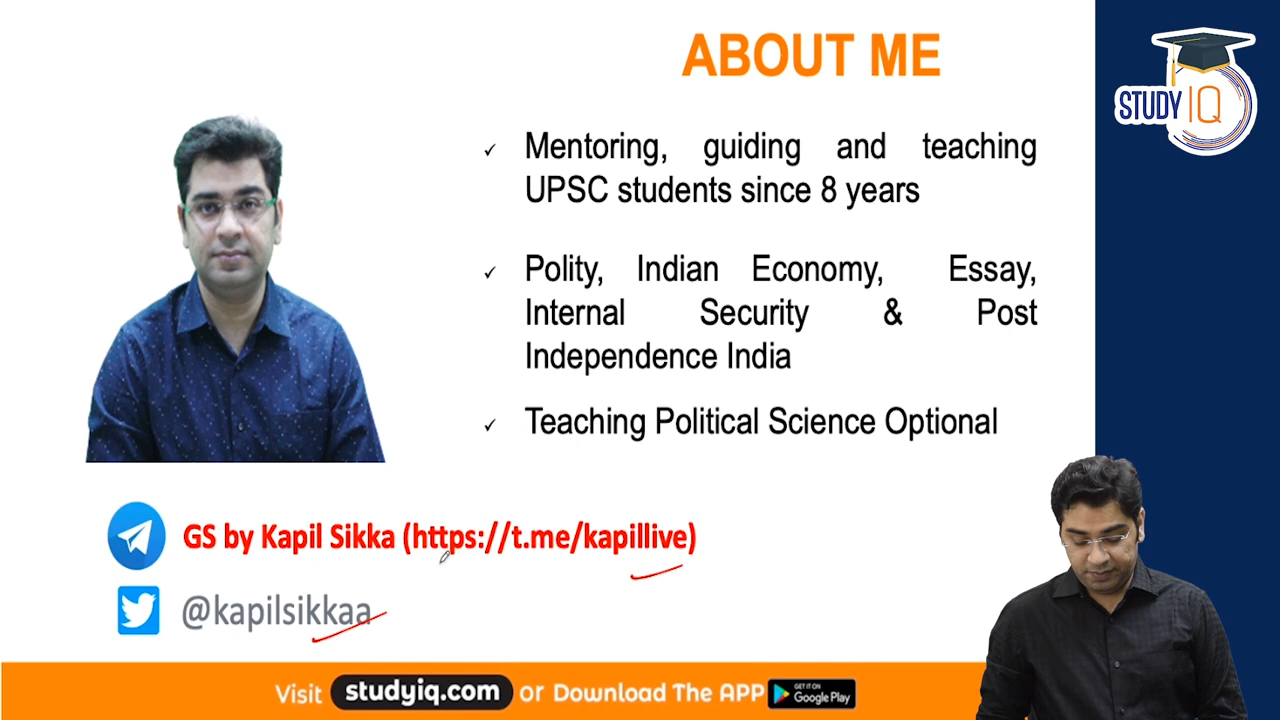 ABOUT ME
STUDY IQ
Mentoring, guiding and teaching
UPSC students since 8 years
Polity, Indian Economy, Essay,
Internal Security & Post
Independence India
Teaching Political Science Optional
GS by Kapil Sikka (https://t.me/kapillive)
@kapilsikkaa
Visit studyiq.com or Download The APP GET IT ON Google Play